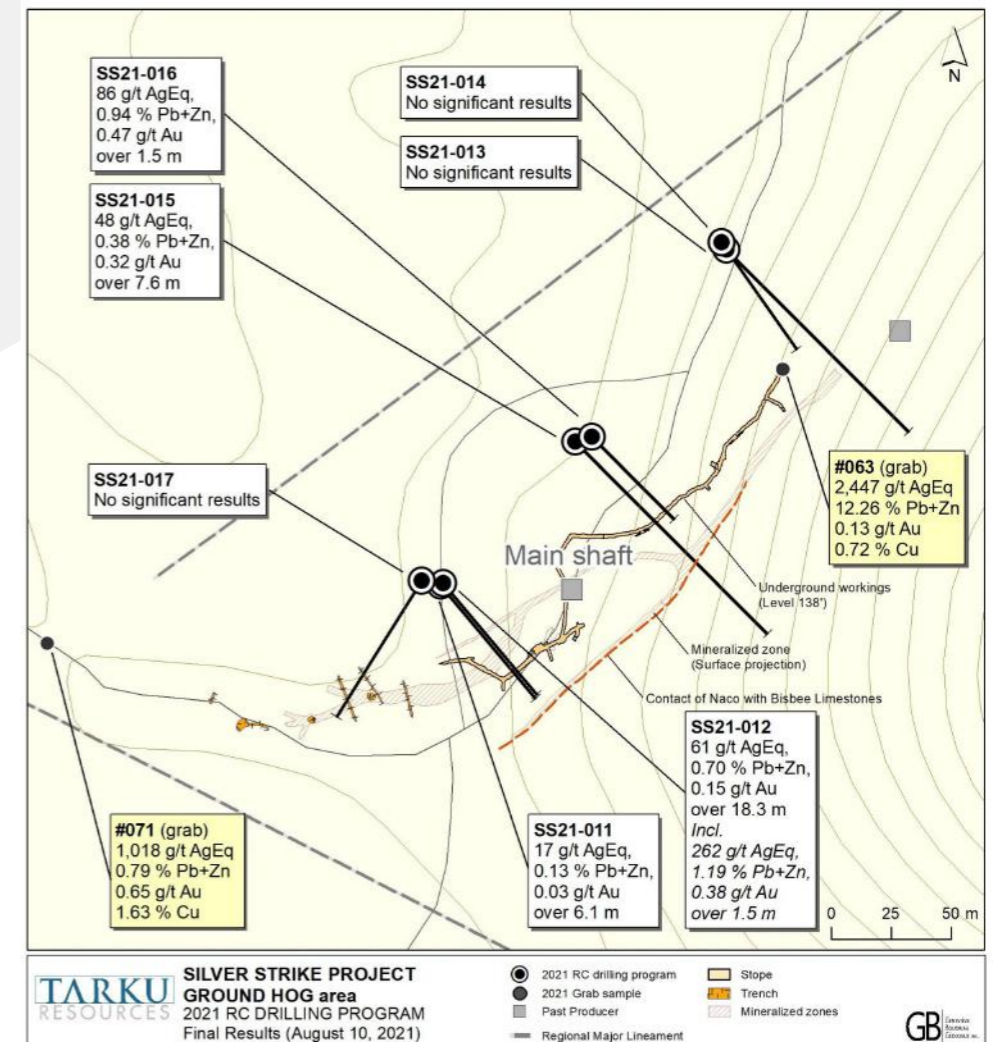 SS21-016
86 g/t AgEq,
0.94 % Pb+Zn,
0.47 g/t Au
over 1.5 m
SS21-015
48 g/t AgEq,
0.38 % Pb+Zn,
0.32 g/t Au
over 7.6 m
SS21-014
No significant results
SS21-013
No significant results
N
SS21-017
No significant results
Main shaft
#063 (grab)
2,447 g/t AgEq
12.26 % Pb+Zn
0.13 g/t Au
0.72 % Cu
Underground workings
(Level 138')
Mineralized zone
(Surface projection)
Contact of Naco with Bisbee Limestones
#071 (grab)
1,018 g/t AgEq
0.79 % Pb+Zn
0.65 g/t Au
1.63 % Cu
SS21-011
17 g/t AgEq,
0.13 % Pb+Zn,
0.03 g/t Au
over 6.1 m
SS21-012
61 g/t AgEq,
0.70 % Pb+Zn,
0.15 g/t Au
over 18.3 m
Incl.
262 g/t AgEq,
1.19 % Pb+Zn,
0.38 g/t Au
over 1.5 m
0 25 50 m
TARKU
RESOURCES
SILVER STRIKE PROJECT
GROUND HOG area
2021 RC DRILLING PROGRAM
Final Results (August 10, 2021)
2021 RC drilling program
2021 Grab sample
Past Producer
Regional Major Lineament
Stope
Trench
Mineralized zones
GB